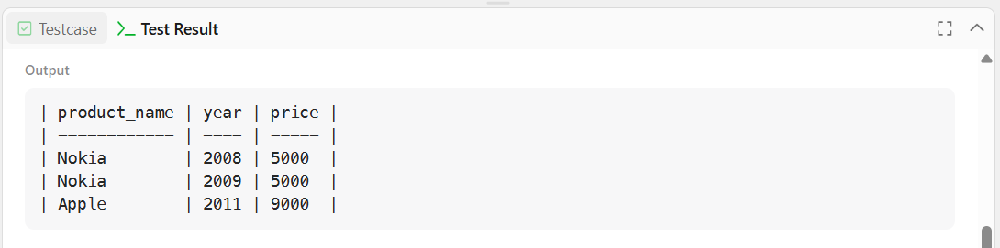 Testcase Test Result
Output
| product_name | year | price |
| ------------ | ---- | ----- |
| Nokia        | 2008 | 5000  |
| Nokia        | 2009 | 5000  |
| Apple        | 2011 | 9000  |